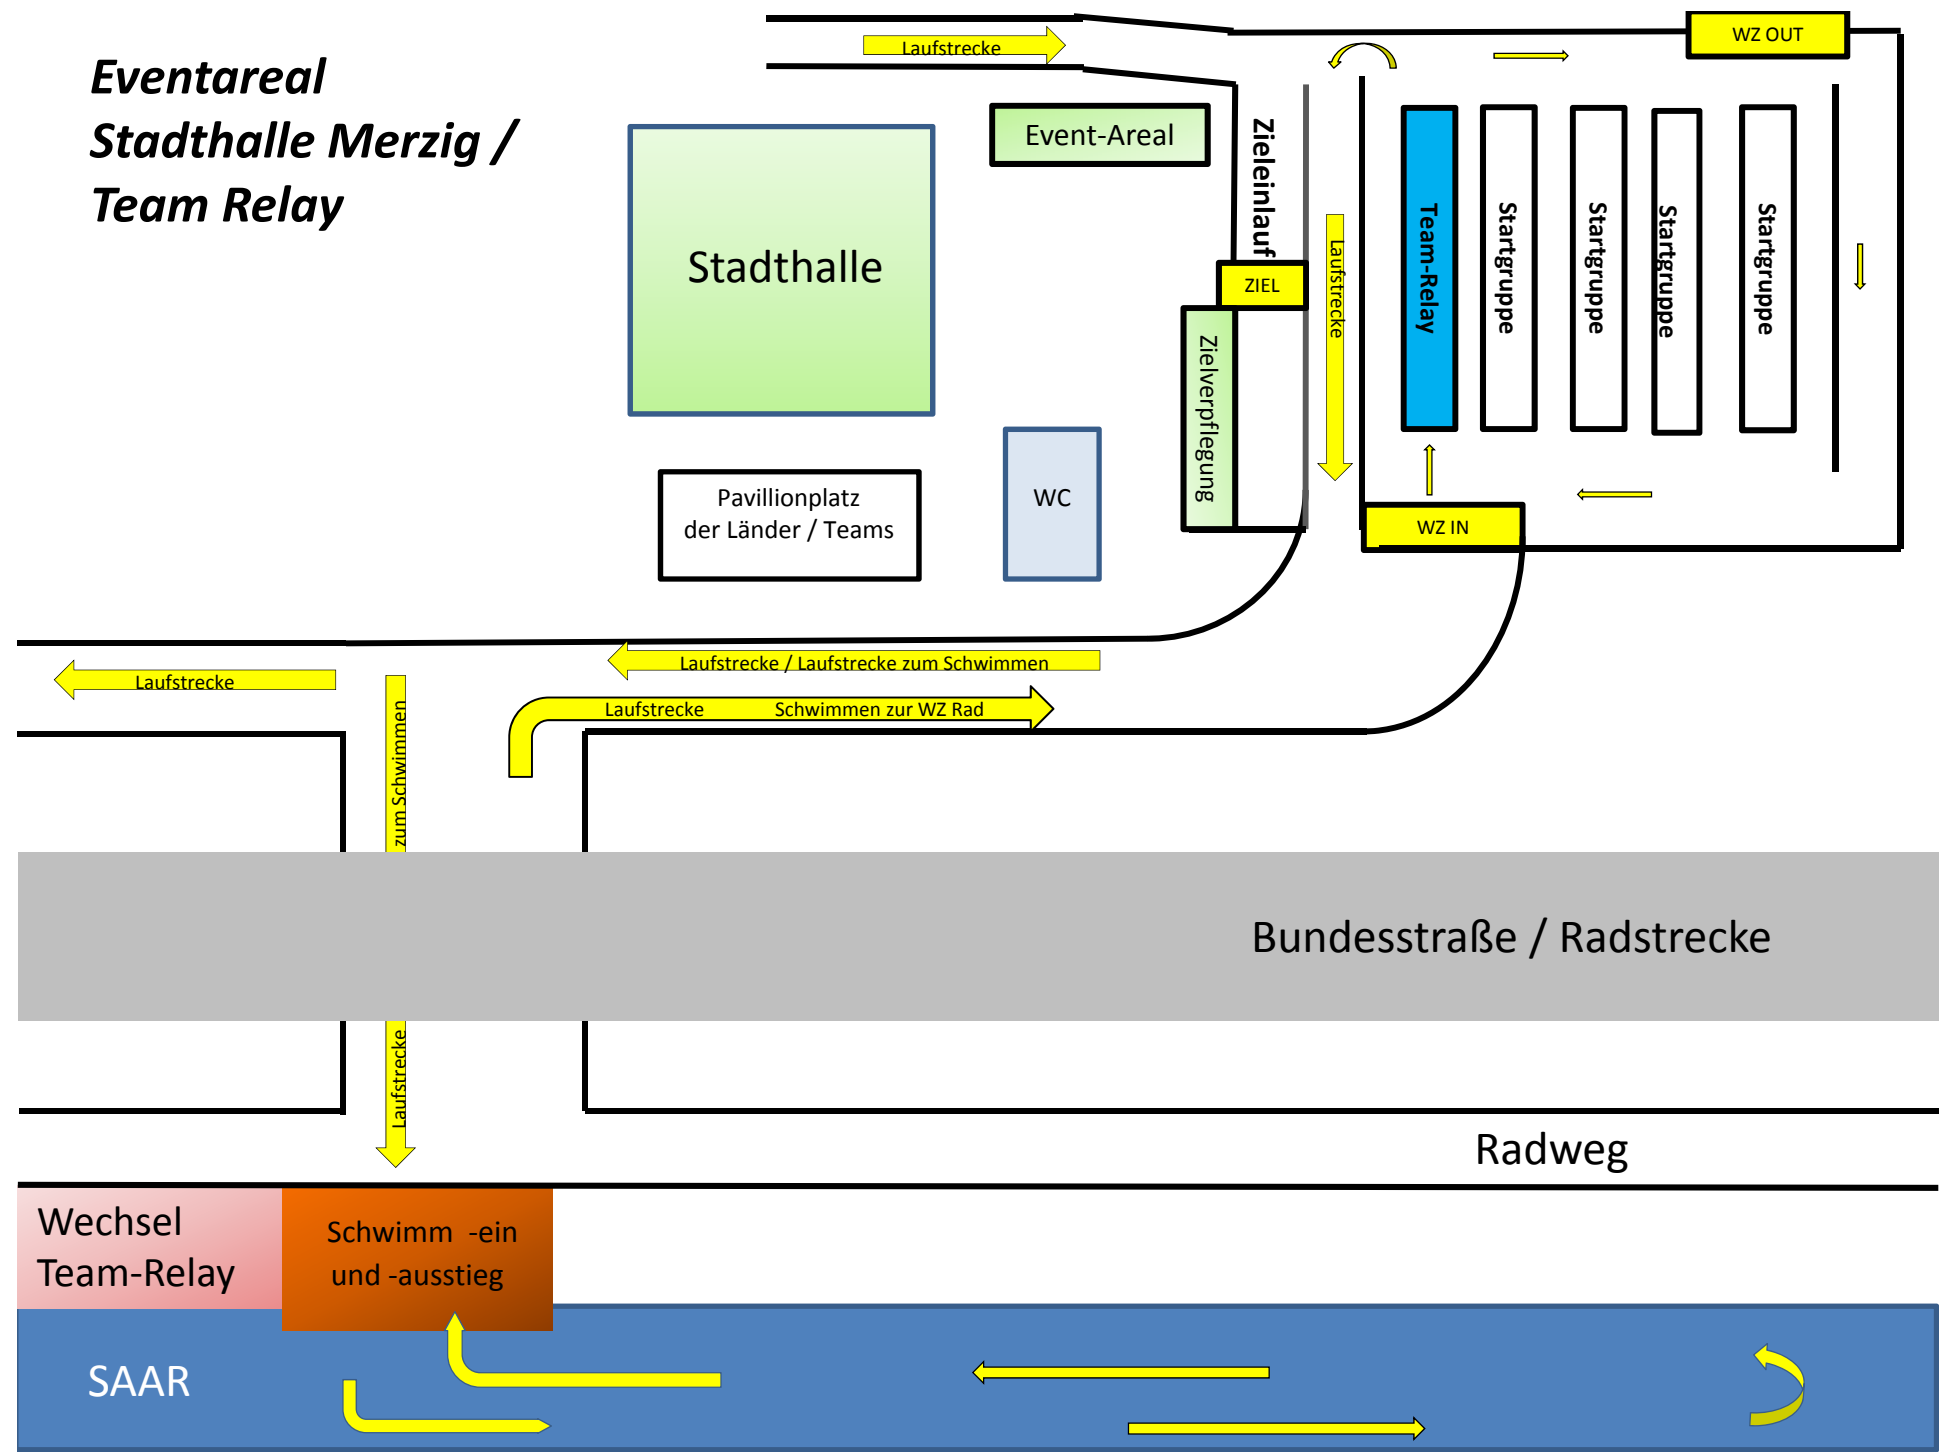 Eventareal
Stadthalle Merzig /
Team Relay
Laufstrecke
WZ OUT
Event-Areal
Zieleinlauf
Stadthalle
ZIEL
Laufstrecke
Team-Relay
Startgruppe
Startgruppe
Startgruppe
Startgruppe
Zielverpflegung
Pavillionplatz
der Länder / Teams
WC
WZ IN
Laufstrecke / Laufstrecke zum Schwimmen
Laufstrecke
Laufstrecke Schwimmen zur WZ Rad
zum Schwimmen
Bundesstraße / Radstrecke
Laufstrecke
Radweg
Wechsel
Team-Relay
Schwimm -ein
und -ausstieg
SAAR